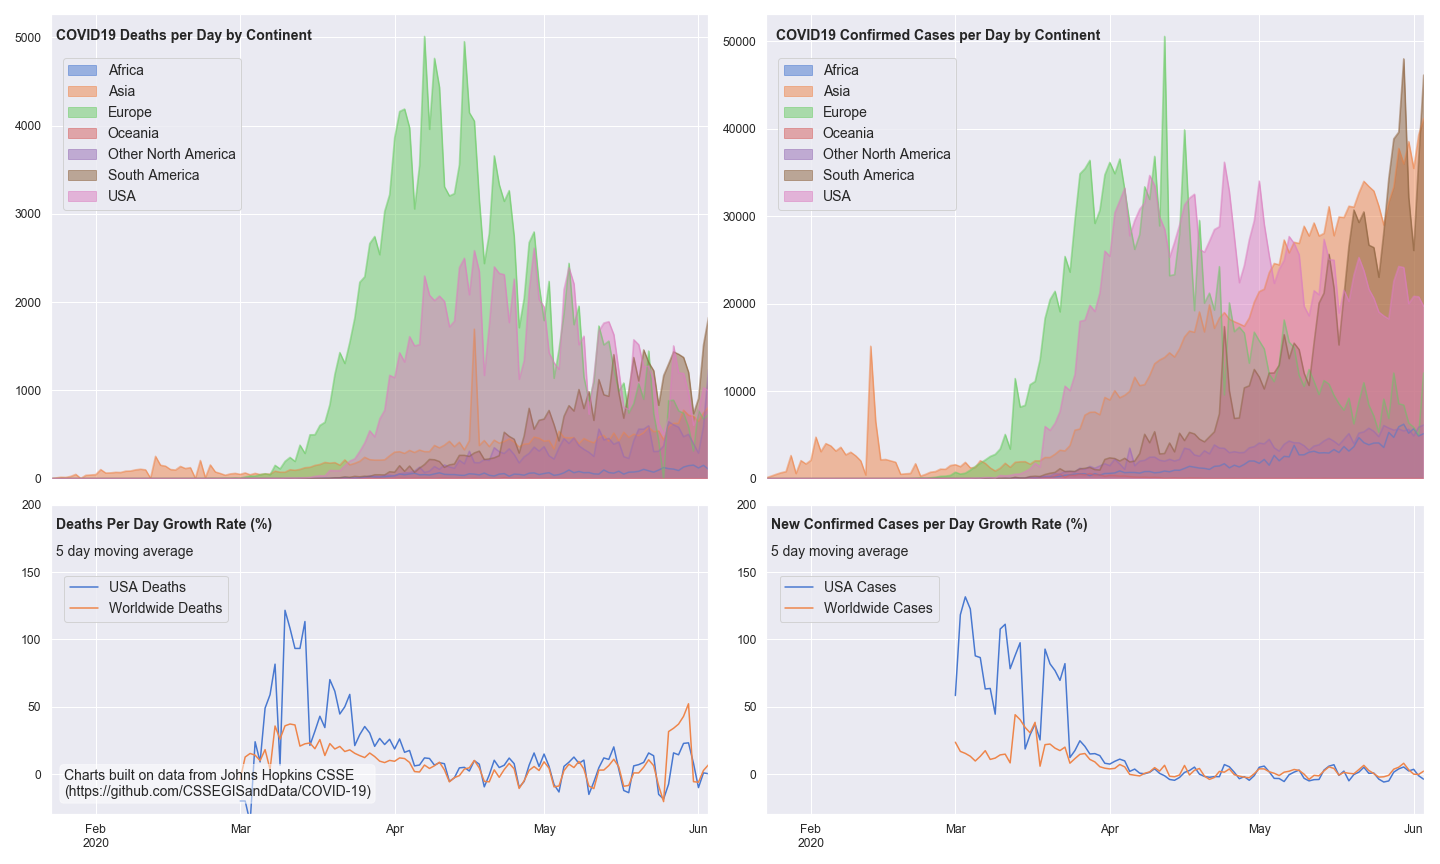 COVID19 Deaths per Day by Continent
Africa
Asia
Europe
Oceania
Other North America
South America
USA
5000
4000
3000
2000
1000
0
COVID19 Confirmed Cases per Day by Continent
Africa
Asia
Europe
Oceania
Other North America
South America
USA
50000
40000
30000
20000
10000
0
Deaths Per Day Growth Rate (%)
5 day moving average
USA Deaths
Worldwide Deaths
200
150
100
50
0
Charts built on data from Johns Hopkins CSSE
(https://github.com/CSSEGISandData/COVID-19)
Feb Mar Apr May Jun
2020
New Confirmed Cases per Day Growth Rate (%)
5 day moving average
USA Cases
Worldwide Cases
200
150
100
50
0
Feb Mar Apr May Jun
2020